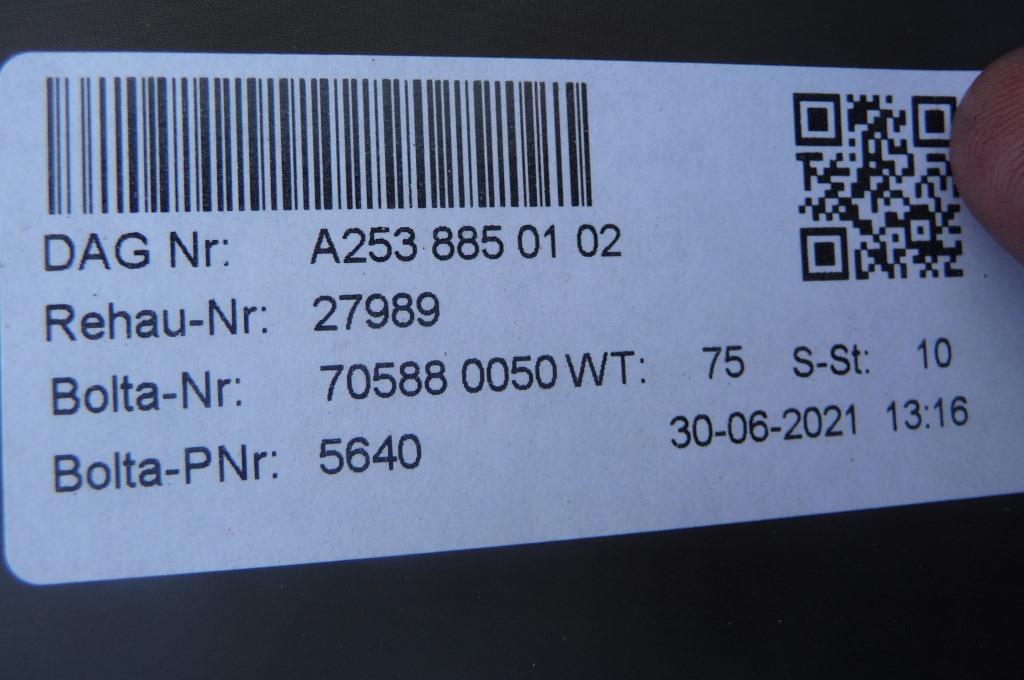 DAG Nr: A253 885 01 02
Rehau-Nr: 27989
Bolta-Nr: 70588 0050 WT: 75 S-St: 10
Bolta-PNr: 5640 30-06-2021 13:16